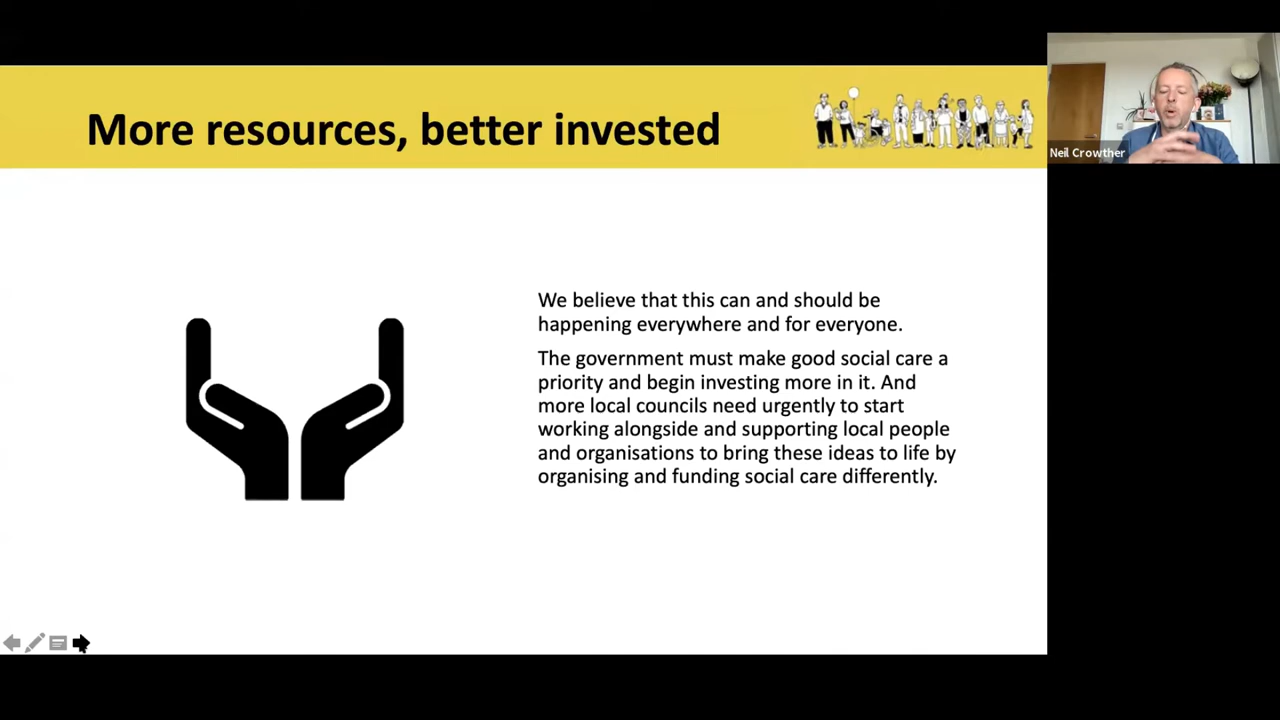 More resources, better invested
Neil Crowther
We believe that this can and should be
happening everywhere and for everyone.
The government must make good social care a
priority and begin investing more in it. And
more local councils need urgently to start
working alongside and supporting local people
and organisations to bring these ideas to life by
organising and funding social care differently.